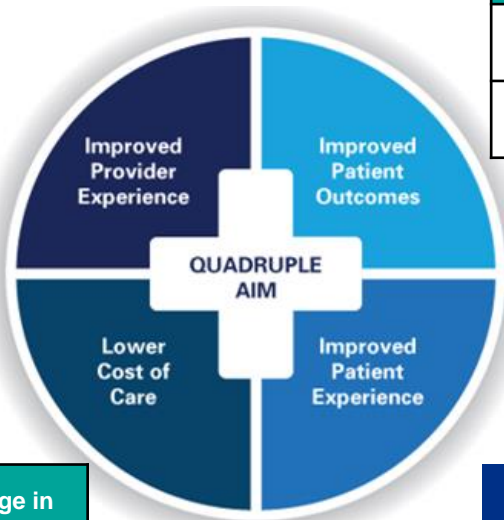 Improved
Provider
Experience
Improved
Patient
Outcomes
QUADRUPLE
AIM
Lower
Cost of
Care
Improved
Patient
Experience
ge in